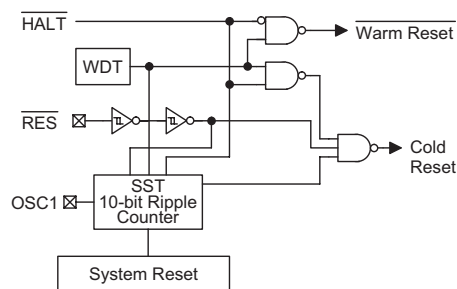 HALT
Warm Reset
WDT
RES
Cold
Reset
OSC1
SST
10-bit Ripple
Counter
System Reset